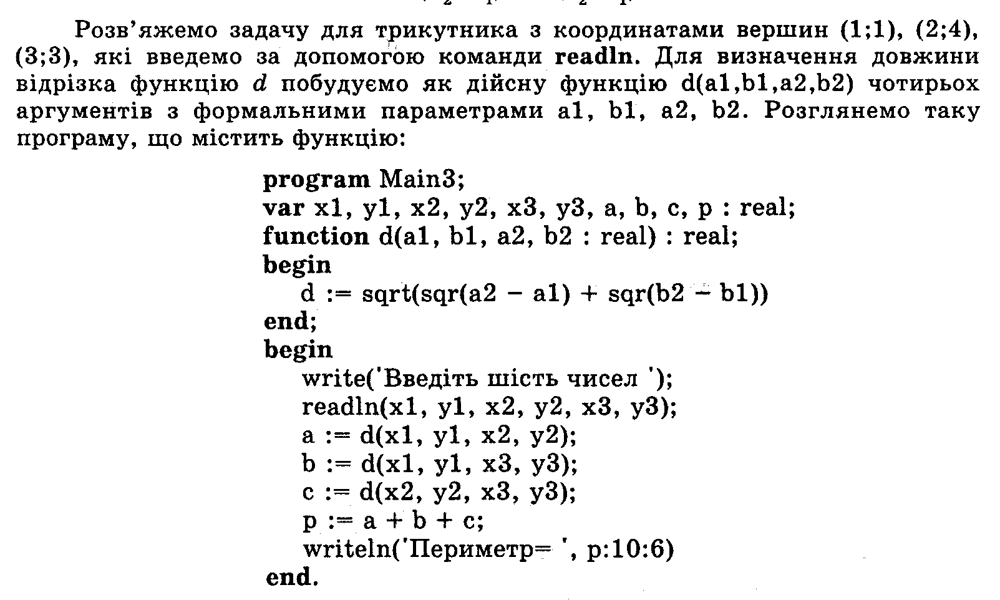 Розв’яжемо задачу для трикутника з координатами вершин (1;1), (2;4),
(3;3), які введемо за допомогою команди readln. Для визначення довжини
відрізка функцію d побудуємо як дійсну функцію d(a1,b1,a2,b2) чотирьох
аргументів з формальними параметрами a1, b1, a2, b2. Розглянемо таку
програму, що містить функцію:
program Main3;
var x1, y1, x2, y2, x3, y3, a, b, c, p : real;
function d(a1, b1, a2, b2 : real) : real;
begin
d := sqrt(sqr(a2 − a1) + sqr(b2 − b1))
end;
begin
write('Введіть шість чисел ');
readln(x1, y1, x2, y2, x3, y3);
a := d(x1, y1, x2, y2);
b := d(x1, y1, x3, y3);
c := d(x2, y2, x3, y3);
p := a + b + c;
writeln('Периметр= ', p:10:6)
end.